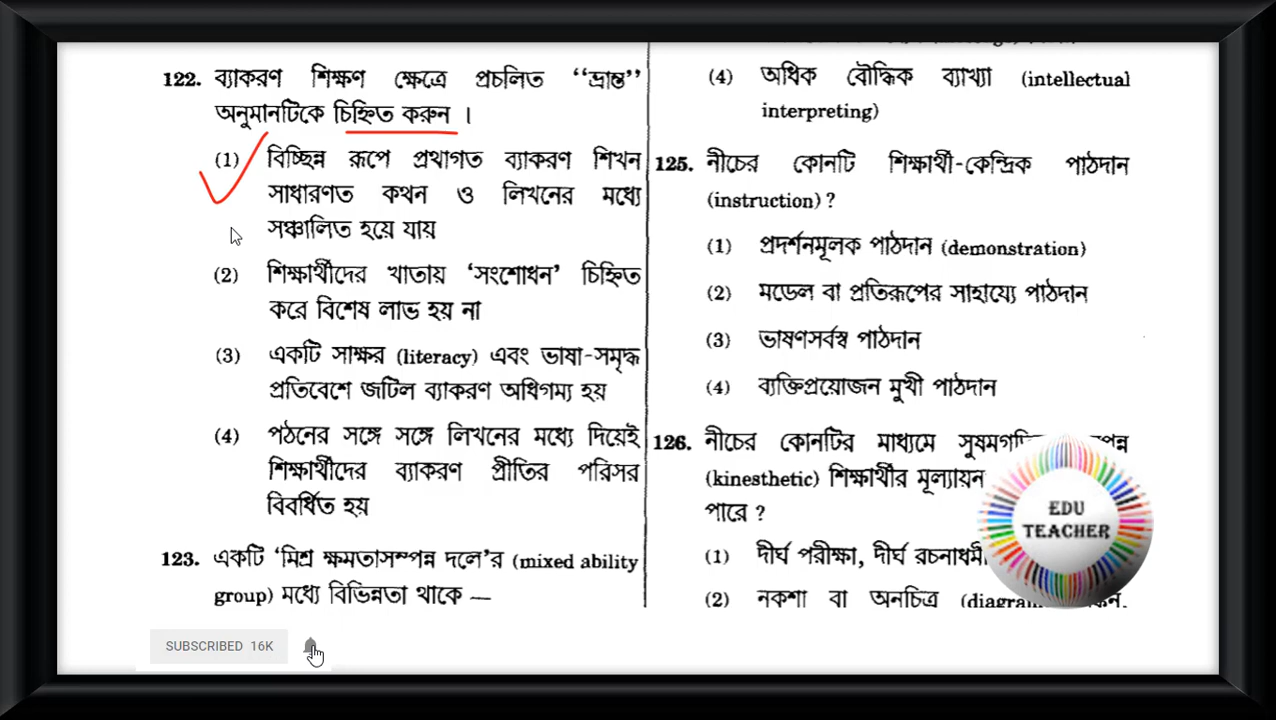 122. ব্যাকরণ শিক্ষণ ক্ষেত্রে প্রচলিত “ভ্রান্ত”
অনুমানটিকে চিহ্নিত করুন ।
(1) বিচ্ছিন্ন রূপে প্রথাগত ব্যাকরণ শিখন
সাধারণত কথন ও লিখনের মধ্যে
সঞ্চালিত হয়ে যায়
(2) শিক্ষার্থীদের খাতায় ‘সংশোধন’ চিহ্নিত
করে বিশেষ লাভ হয় না
(3) একটি সাক্ষর (literacy) এবং ভাষা-সমৃদ্ধ
প্রতিবেশে জটিল ব্যাকরণ অধিগম্য হয়
(4) পঠনের সঙ্গে সঙ্গে লিখনের মধ্যে দিয়েই
শিক্ষার্থীদের ব্যাকরণ প্রীতির পরিসর
বিবর্ধিত হয়
123. একটি ‘মিশ্র ক্ষমতাসম্পন্ন দলে’র (mixed ability
group) মধ্যে বিভিন্নতা থাকে —
(4) অধিক বৌদ্ধিক ব্যাখ্যা (intellectual
interpreting)
125. নীচের কোনটি শিক্ষার্থী-কেন্দ্রিক পাঠদান
(instruction) ?
(1) প্রদর্শনমূলক পাঠদান (demonstration)
(2) মডেল বা প্রতিরূপের সাহায্যে পাঠদান
(3) ভাষণসর্বস্ব পাঠদান
(4) ব্যক্তিপ্রয়োজন মুখী পাঠদান
126. নীচের কোনটির মাধ্যমে
(kinesthetic) শিক্ষার্থীর মূল্যায়ন
পারে ?
(1) দীর্ঘ পরীক্ষা, দীর্ঘ রচনাধর্মী
(2) নকশা বা অনচিত্র
EDU
TEACHER
SUBSCRIBED 16K